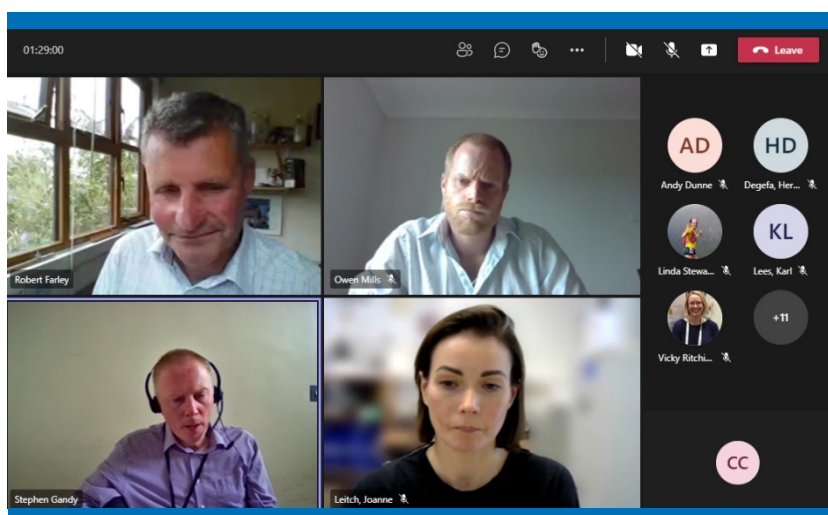 01:29:00
Leave
Robert Farley
Owen Mills
Stephen Gandy
Leitch, Joanne
AD
HD
Andy Dunne
Degefa, Her...
KL
Linda Stewa...
Lees, Karl
+11
Vicky Ritchi...
CC